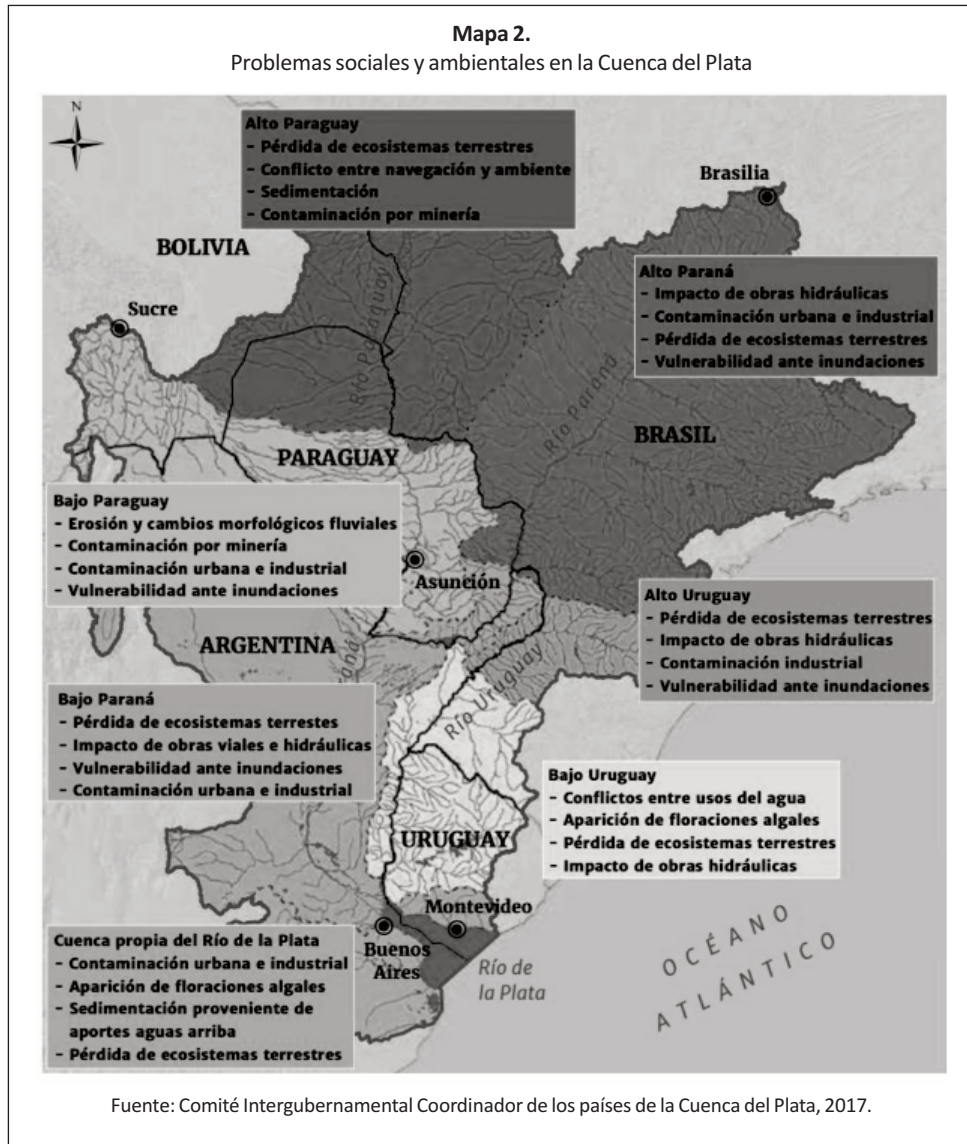 Mapa 2.
Problemas sociales y ambientales en la Cuenca del Plata
N
Alto Paraguay
- Pérdida de ecosistemas terrestres
- Conflicto entre navegación y ambiente
- Sedimentación
- Contaminación por minería
Brasilia
BOLIVIA
Alto Paraná
- Impacto de obras hidráulicas
- Contaminación urbana e industrial
- Pérdida de ecosistemas terrestres
- Vulnerabilidad ante inundaciones
Sucre
Río Paraguay
Río Paraná
BRASIL
PARAGUAY
Bajo Paraguay
- Erosión y cambios morfológicos fluviales
- Contaminación por minería
- Contaminación urbana e industrial
- Vulnerabilidad ante inundaciones
Asunción
Alto Uruguay
- Pérdida de ecosistemas terrestres
- Impacto de obras hidráulicas
- Contaminación industrial
- Vulnerabilidad ante inundaciones
ARGENTINA
Río Uruguay
Bajo Paraná
- Pérdida de ecosistemas terrestes
- Impacto de obras viales e hidráulicas
- Vulnerabilidad ante inundaciones
- Contaminación urbana e industrial
Bajo Uruguay
- Conflictos entre usos del agua
- Aparición de floraciones algales
- Pérdida de ecosistemas terrestres
- Impacto de obras hidráulicas
URUGUAY
Montevideo
Buenos
Aires
Río de
la Plata
OCÉANO
ATLÁNTICO
Cuenca propia del Río de la Plata
- Contaminación urbana e industrial
- Aparición de floraciones algales
- Sedimentación proveniente de
aportes aguas arriba
- Pérdida de ecosistemas terrestres
Fuente: Comité Intergubernamental Coordinador de los países de la Cuenca del Plata, 2017.